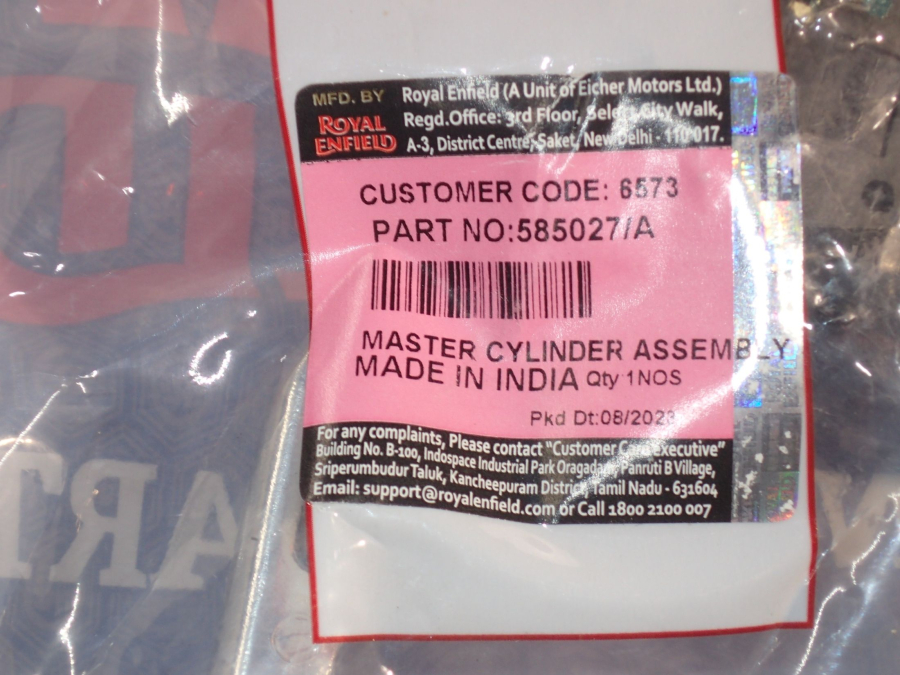 MFD. BY
ROYAL
ENFIELD
Royal Enfield (A Unit of Eicher Motors Ltd.)
Regd.Office: 3rd Floor, Select City Walk,
A-3, District Centre, Saket, New Delhi - 110 017.
CUSTOMER CODE: 6573
PART NO:585027/A
MASTER CYLINDER ASSEMBLY
MADE IN INDIA Qty 1NOS
Pkd Dt:08/2023
For any complaints, Please contact "Customer Care executive"
Building No. B-100, Indospace Industrial Park Oragadam, Panruti B Village,
Sriperumbudur Taluk, Kancheepuram District, Tamil Nadu - 631604
Email: support@royalenfield.com or Call 1800 2100 007